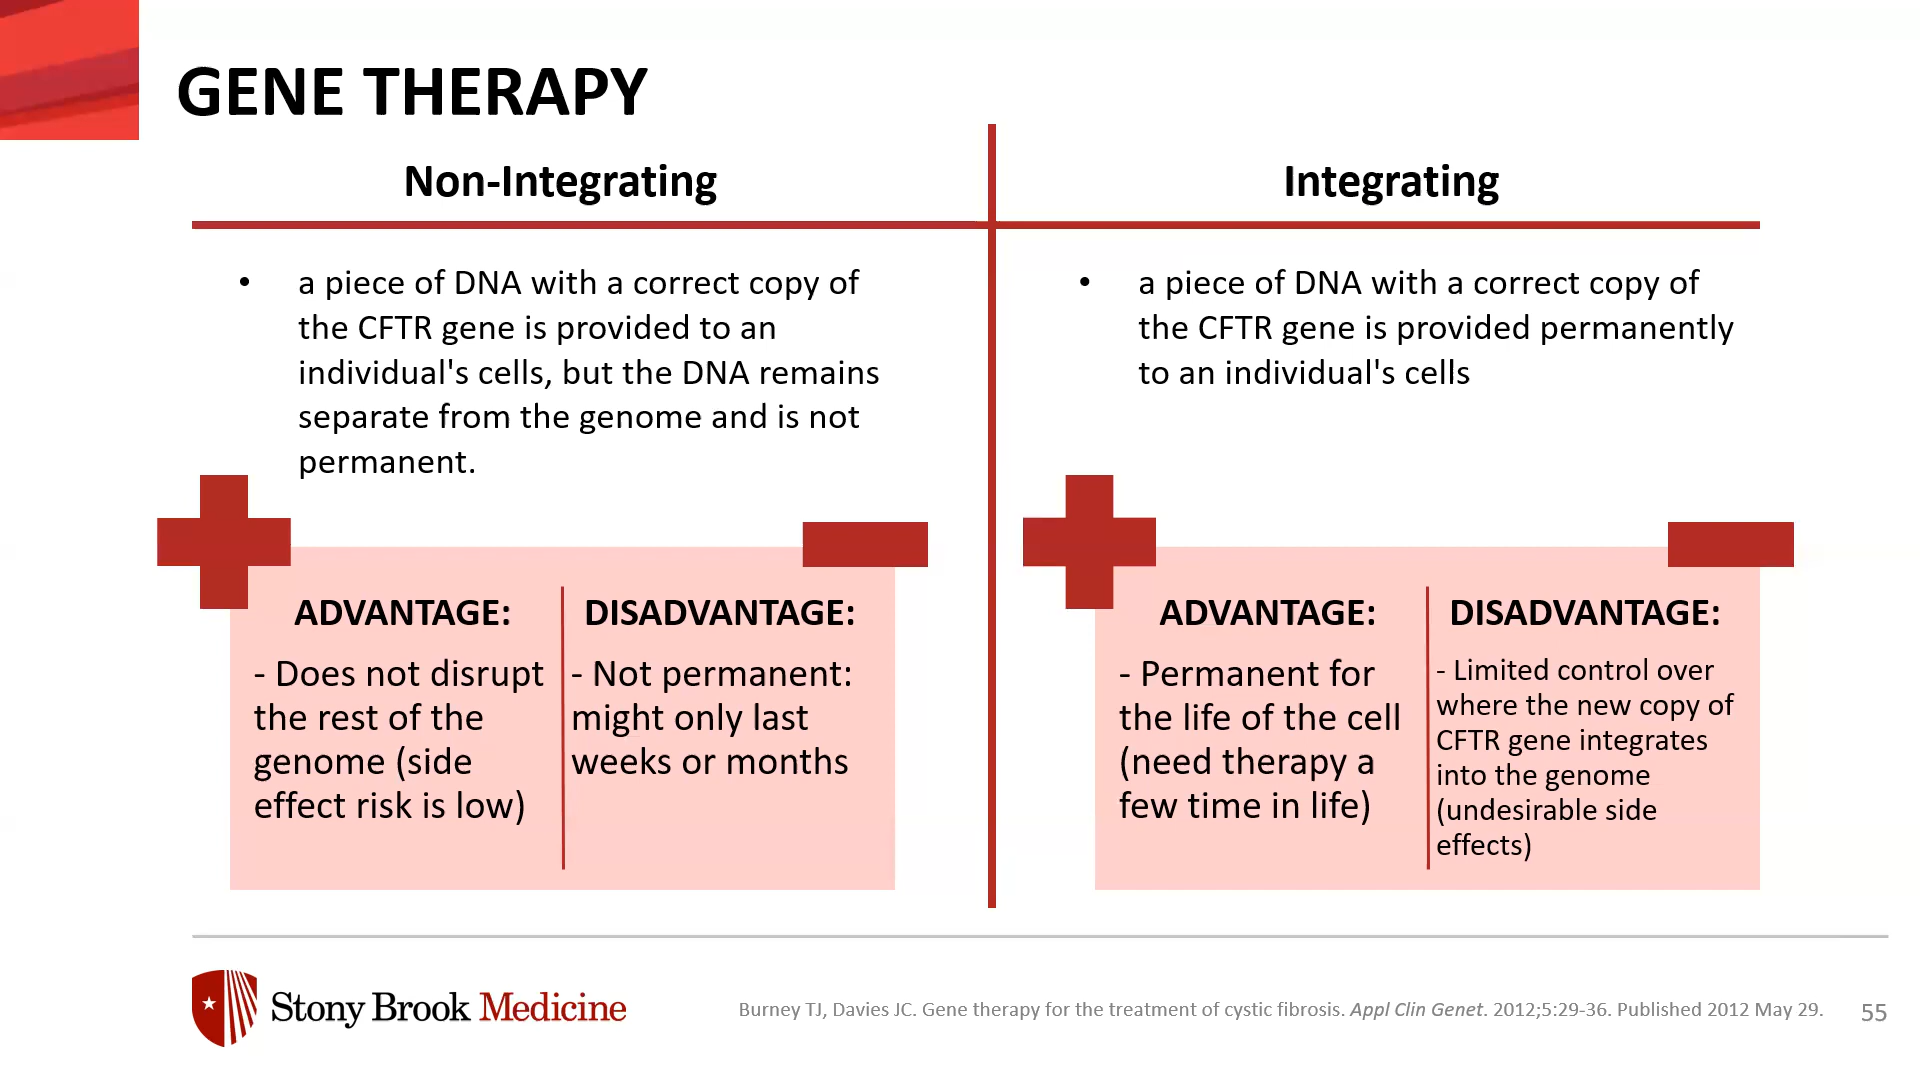 GENE THERAPY
Non-Integrating
• a piece of DNA with a correct copy of
the CFTR gene is provided to an
individual's cells, but the DNA remains
separate from the genome and is not
permanent.
ADVANTAGE:
- Does not disrupt
the rest of the
genome (side
effect risk is low)
DISADVANTAGE:
- Not permanent:
might only last
weeks or months
Integrating
• a piece of DNA with a correct copy of
the CFTR gene is provided permanently
to an individual's cells
ADVANTAGE:
- Permanent for
the life of the cell
(need therapy a
few time in life)
DISADVANTAGE:
- Limited control over
where the new copy of
CFTR gene integrates
into the genome
(undesirable side
effects)
Stony Brook Medicine
Burney TJ, Davies JC. Gene therapy for the treatment of cystic fibrosis. Appl Clin Genet. 2012;5:29-36. Published 2012 May 29.
55